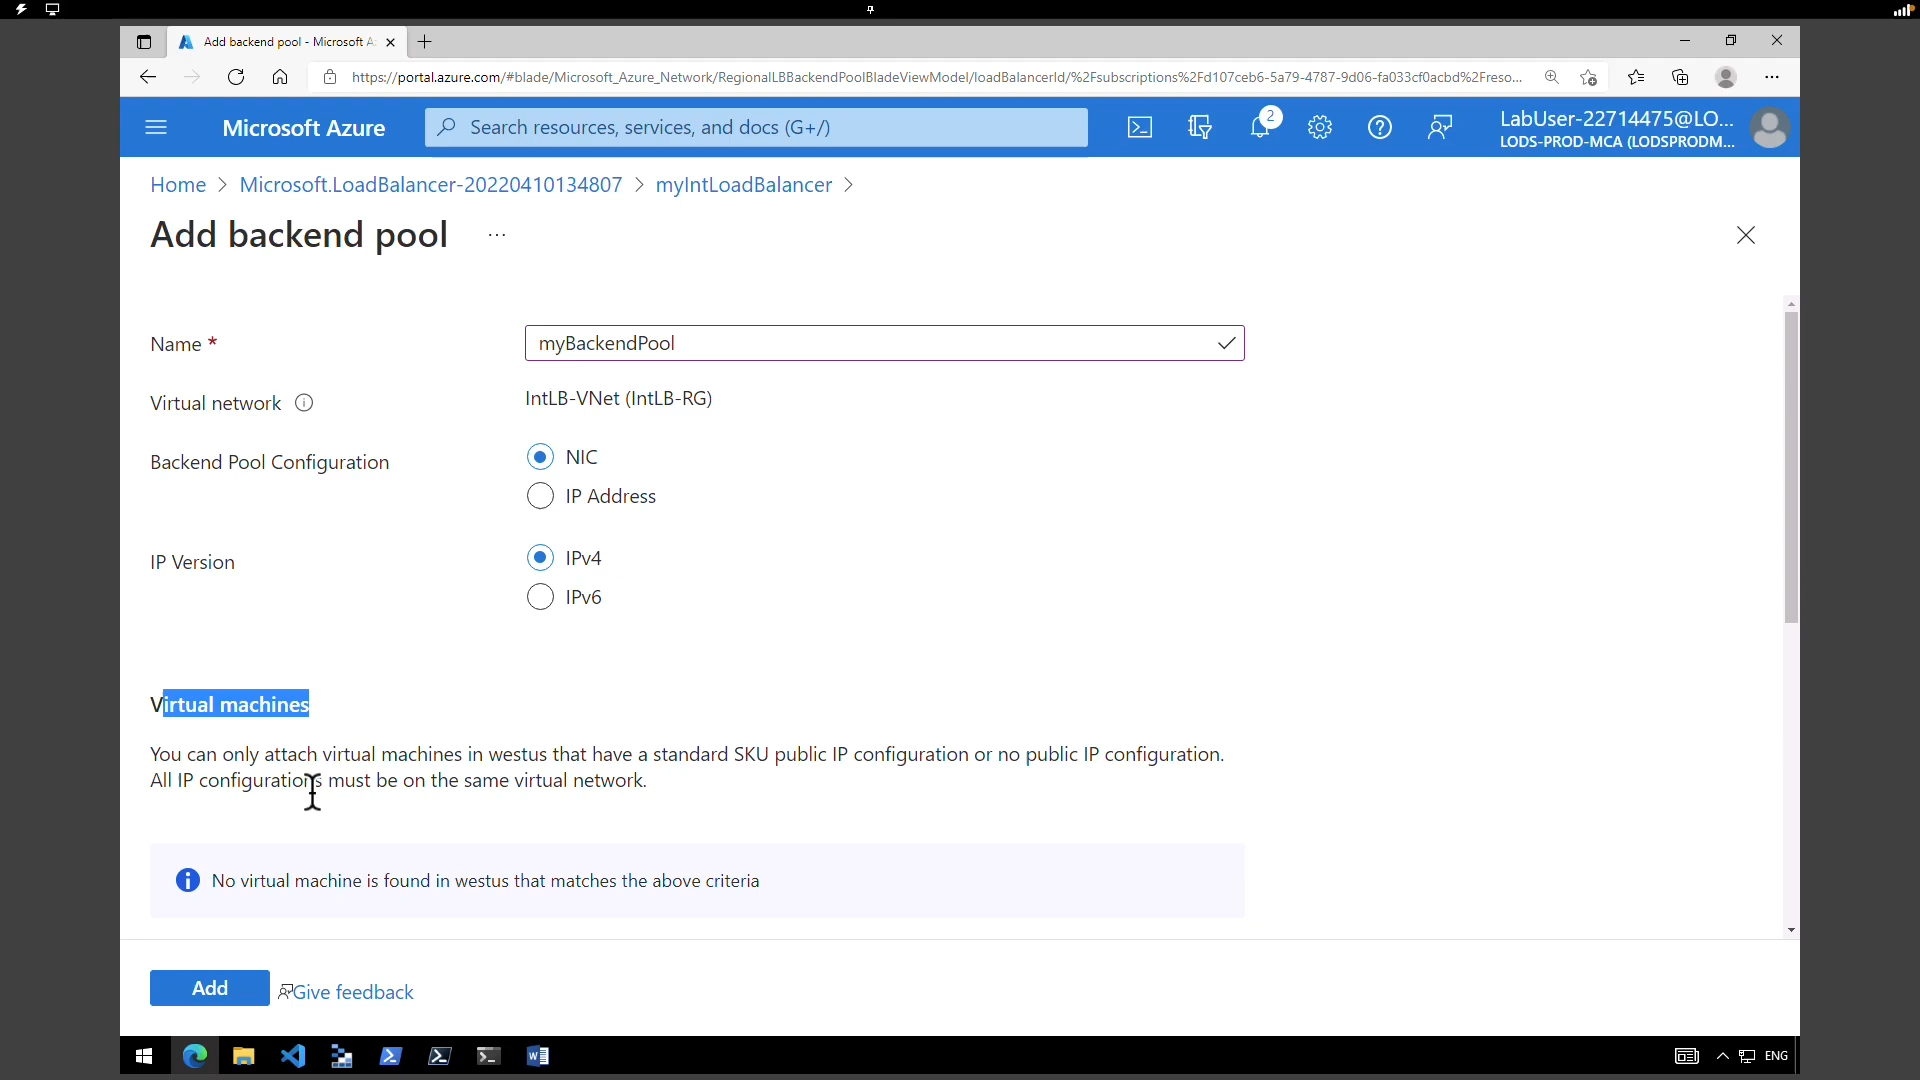 Add backend pool - Microsoft A
https://portal.azure.com/#blade/Microsoft_Azure_Network/RegionalLBBackendPoolBladeViewModel/loadBalancerId/%2Fsubscriptions%2Fd107ceb6-5a79-4787-9d06-fa033cf0acbd%2Freso...
Microsoft Azure
Search resources, services, and docs (G+/)
2
LabUser-22714475@LO...
LODS-PROD-MCA (LODSPRODM...
Home > Microsoft.LoadBalancer-20220410134807 > myIntLoadBalancer >
Add backend pool ...
Name *
myBackendPool
Virtual network
IntLB-VNet (IntLB-RG)
Backend Pool Configuration
NIC
IP Address
IP Version
IPv4
IPv6
Virtual machines
You can only attach virtual machines in westus that have a standard SKU public IP configuration or no public IP configuration.
All IP configurations must be on the same virtual network.
No virtual machine is found in westus that matches the above criteria
Add
Give feedback
ENG